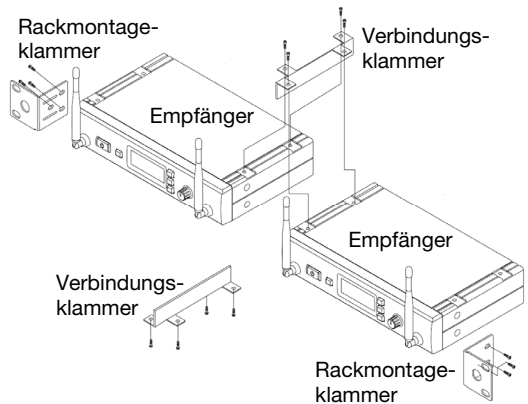 Rackmontage-
klammer
Verbindungs-
klammer
Empfänger
Empfänger
Verbindungs-
klammer
Rackmontage-
klammer